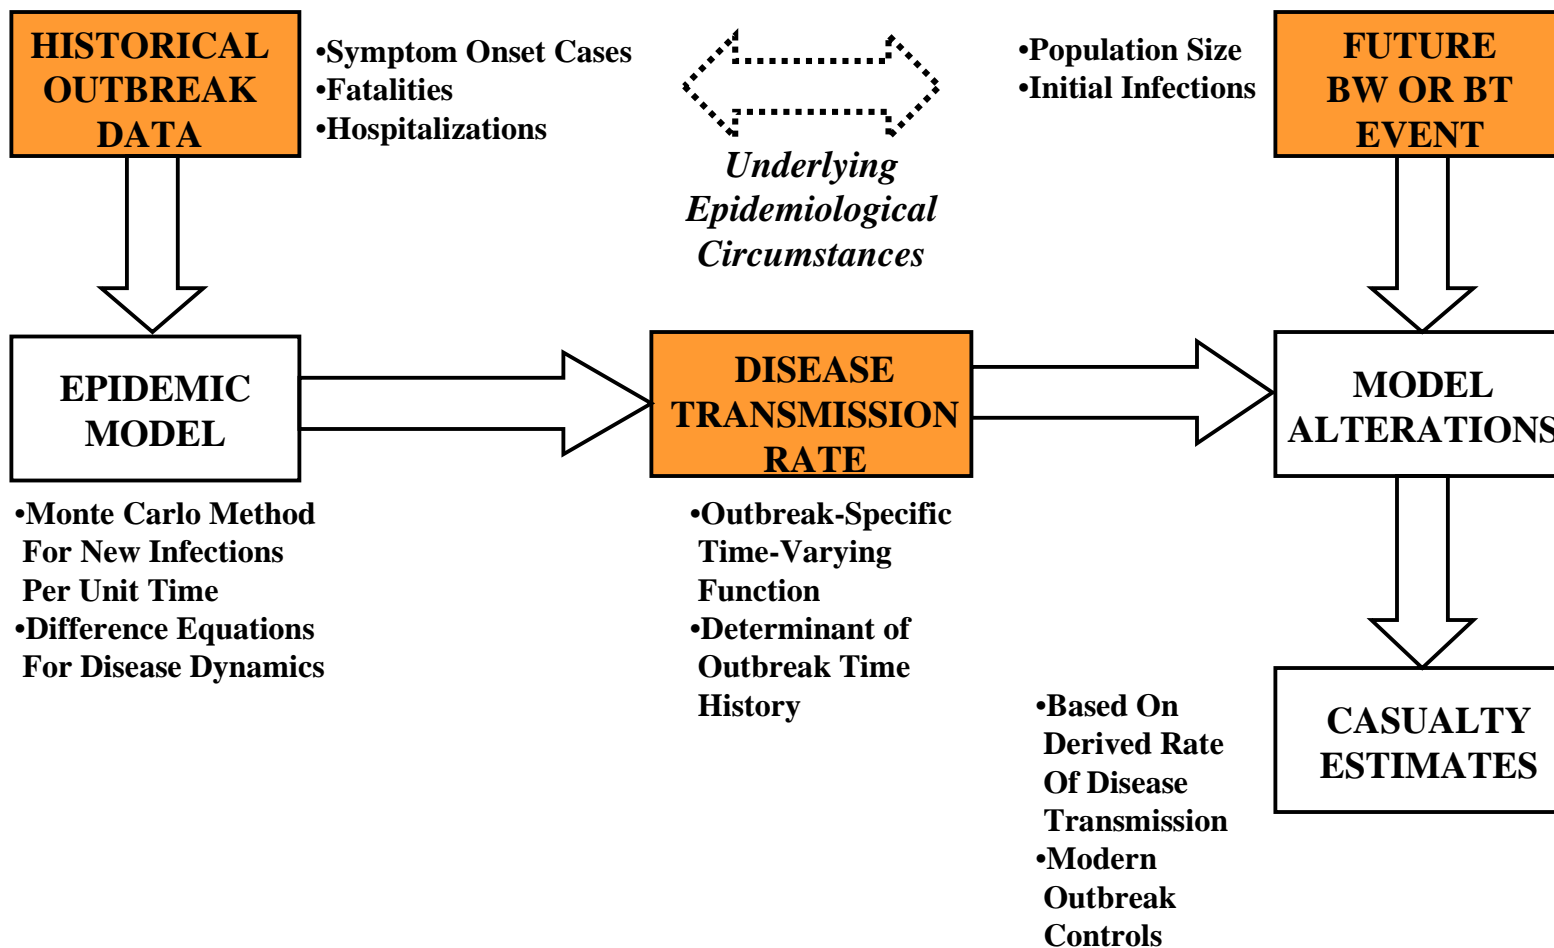 HISTORICAL
OUTBREAK
DATA
•Symptom Onset Cases
•Fatalities
•Hospitalizations
Underlying
Epidemiological
Circumstances
•Population Size
•Initial Infections
FUTURE
BW OR BT
EVENT
EPIDEMIC
MODEL
•Monte Carlo Method
For New Infections
Per Unit Time
•Difference Equations
For Disease Dynamics
DISEASE
TRANSMISSION
RATE
•Outbreak-Specific
Time-Varying
Function
•Determinant of
Outbreak Time
History
MODEL
ALTERATIONS
•Based On
Derived Rate
Of Disease
Transmission
•Modern
Outbreak
Controls
CASUALTY
ESTIMATES